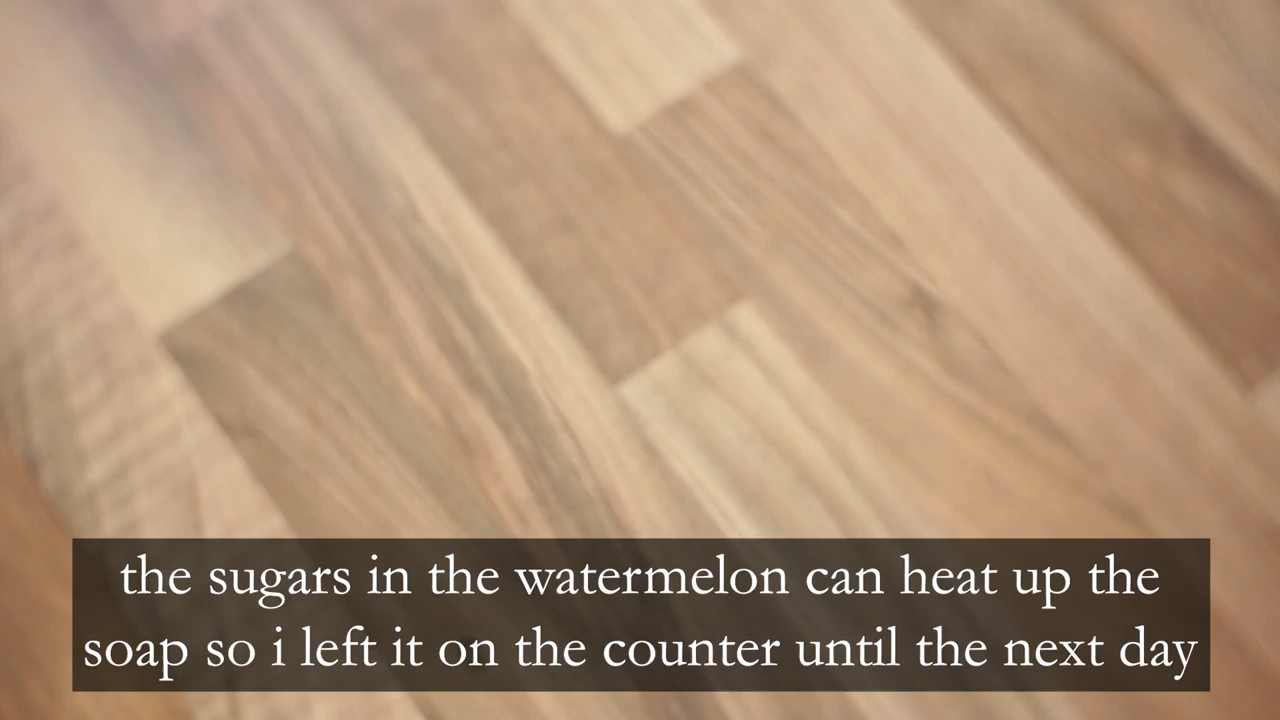 the sugars in the watermelon can heat up the
soap so i left it on the counter until the next day